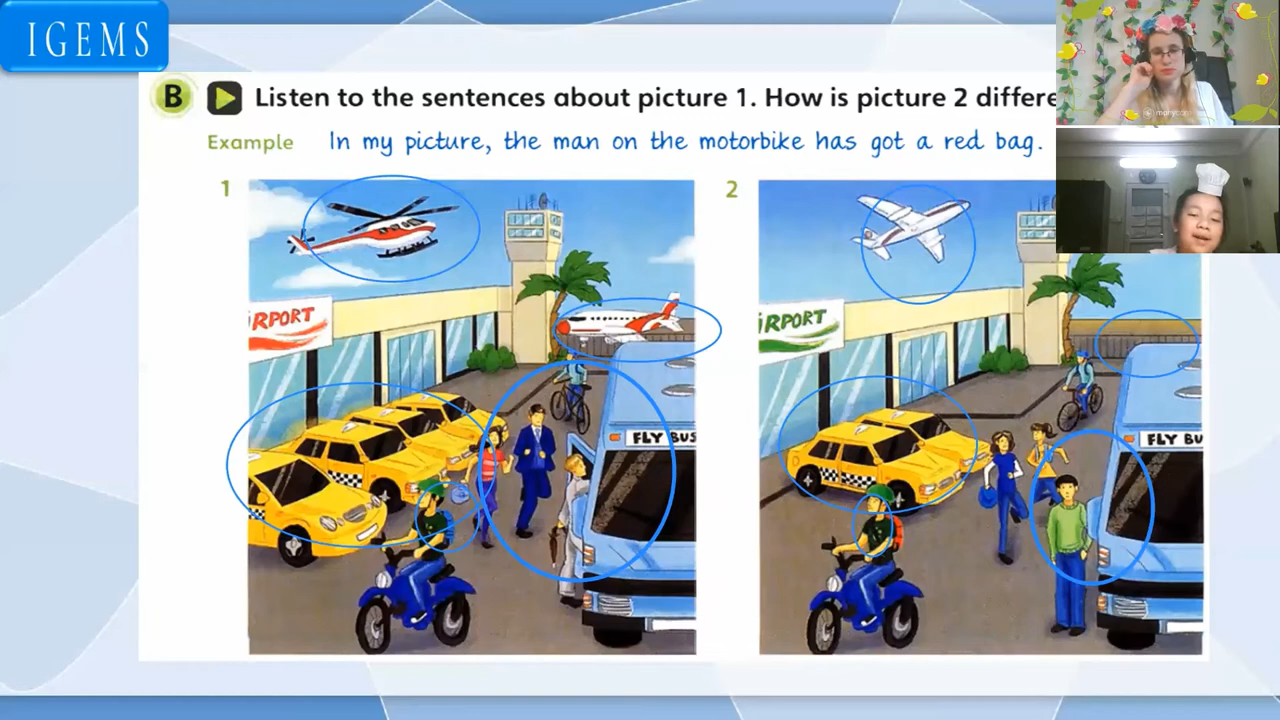 IGEMS
B Listen to the sentences about picture 1. How is picture 2 differe
Example In my picture, the man on the motorbike has got a red bag.
1
2
IRPORT
IRPORT
FLY BUS
FLY BU